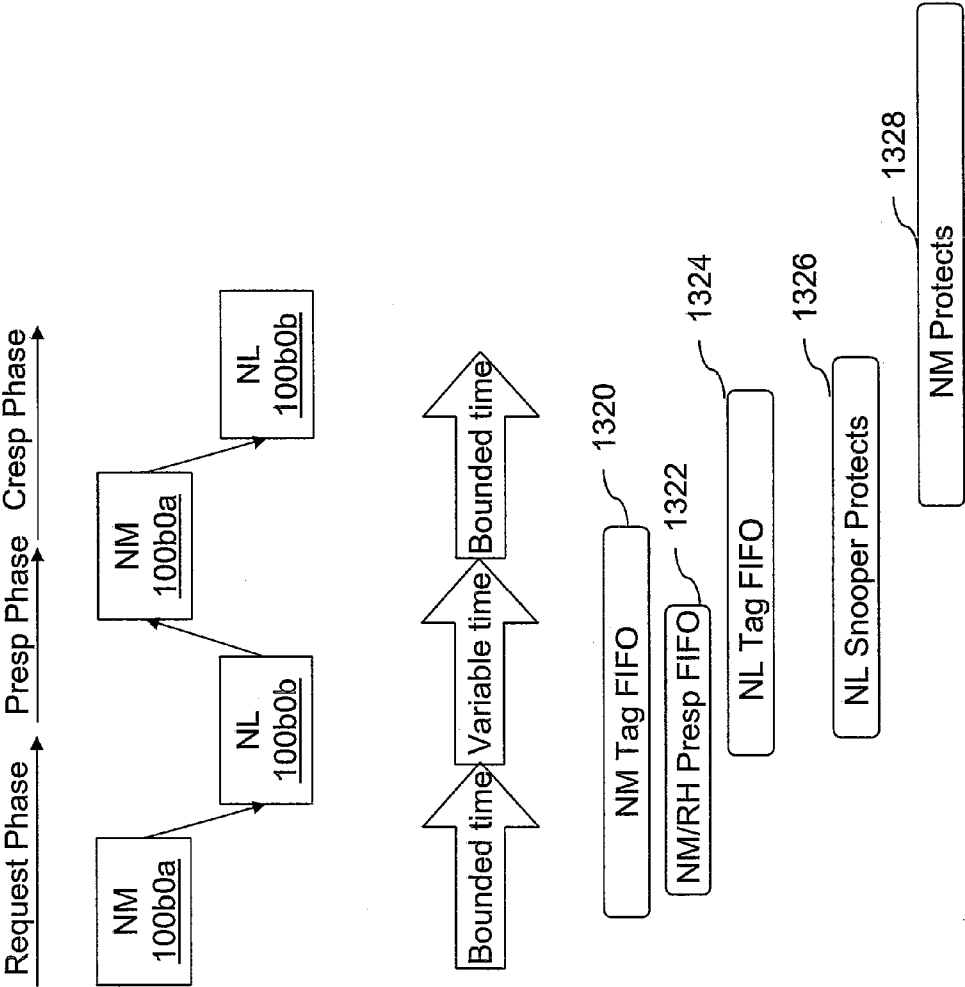 Request Phase
Presp Phase
Cresp Phase
NM
100b0a
NL
100b0b
NM
100b0a
NL
100b0b
Bounded time
Variable time
Bounded time
NM Tag FIFO
1320
NM/RH Presp FIFO
1322
NL Tag FIFO
1324
NL Snooper Protects
1326
NM Protects
1328